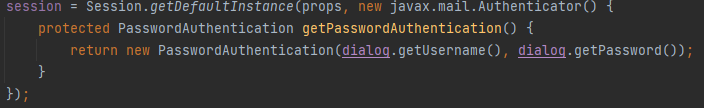 session = Session.getDefaultInstance(props, new javax.mail.Authenticator() {
protected PasswordAuthentication getPasswordAuthentication() {
return new PasswordAuthentication(dialog.getUsername(), dialog.getPassword());
}
});